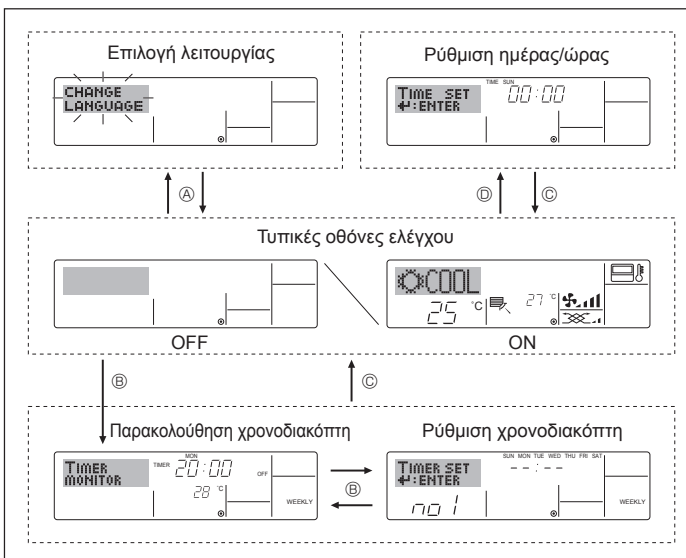 Επιλογή λειτουργίας
CHANGE
LANGUAGE
Ρύθμιση ημέρας/ώρας
TIME SUN
TIME SET
↵:ENTER
00:00
Ⓐ
Ⓓ
Ⓒ
Τυπικές οθόνες ελέγχου
OFF
COOL
25 °C
27 °C
ON
Ⓑ
Ⓒ
Παρακολούθηση χρονοδιακόπτη
MON
TIMER
MONITOR
TIMER 20:00 OFF
28 °C
WEEKLY
Ⓑ
Ρύθμιση χρονοδιακόπτη
SUN MON TUE WED THU FRI SAT
TIMER SET
↵:ENTER
--:--
no 1
WEEKLY